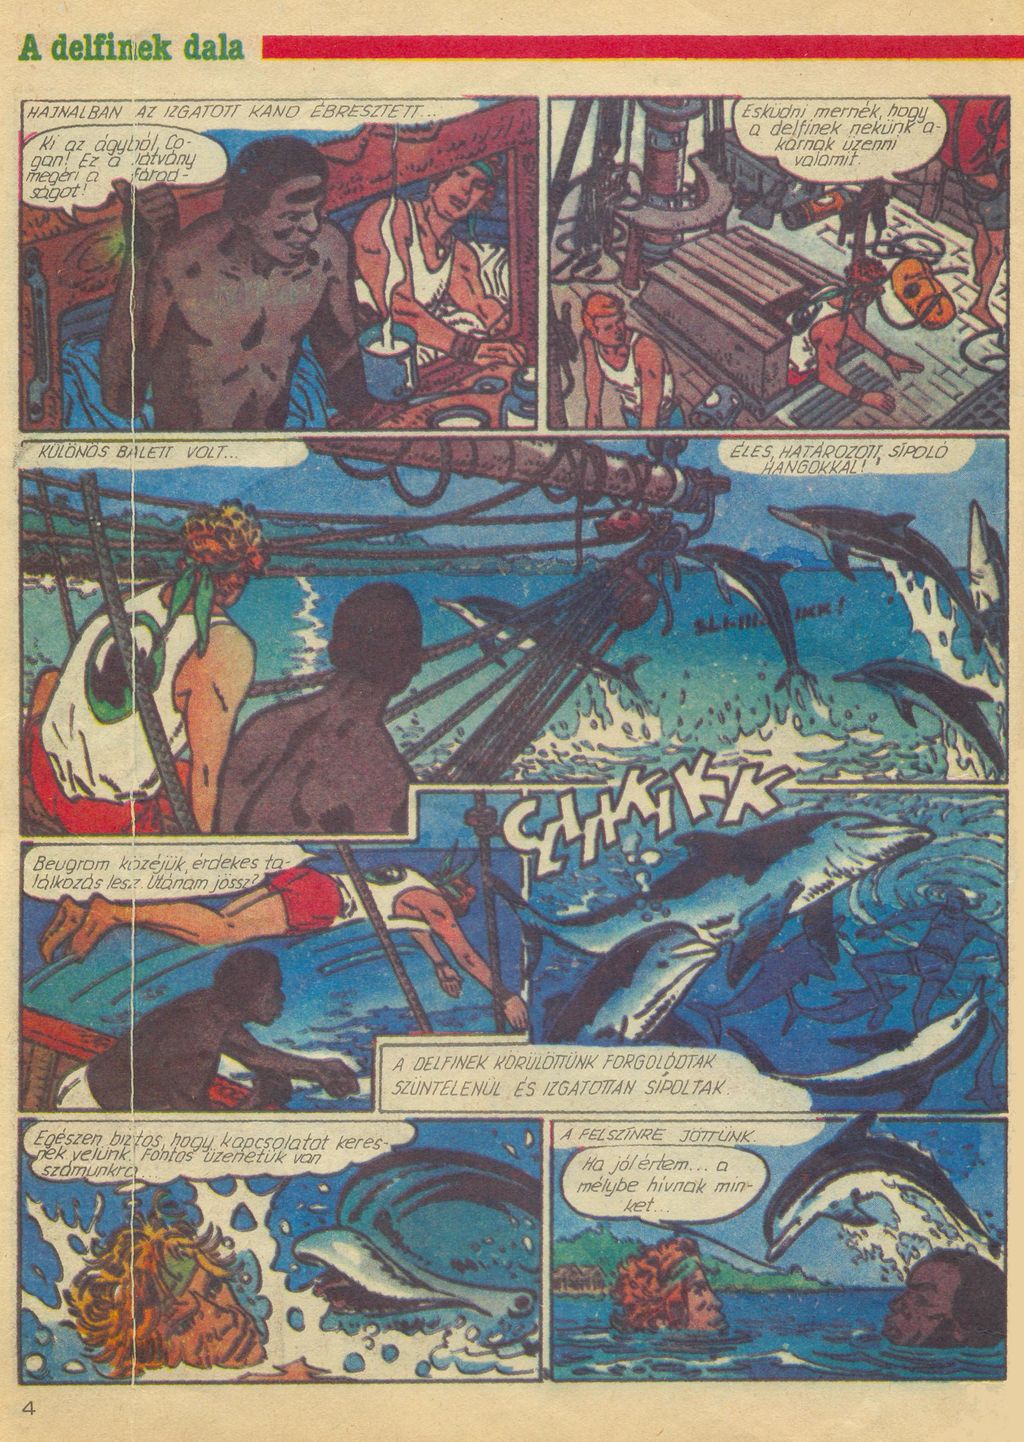 A delfinek dala
HAJNALBAN AZ IZGATOTT KANO ÉBRESZTETT...
Ki az ágyból, Co-
gan! Ez a látvány
megéri a fárad-
ságot!
Esküdni mernék, hogy
a delfinek nekünk a-
karnak üzenni
valamit.
KÜLÖNÖS BALETT VOLT...
ÉLES, HATÁROZOTT, SÍPOLÓ
HANGOKKAL!
Beugrom közéjük, érdekes ta-
lálkozás lesz. Utánam jössz?
A DELFINEK KÖRÜLÖTTÜNK FORGOLÓDTAK
SZÜNTELENÜL ÉS IZGATOTTAN SÍPOLTAK.
Egészen biztos, hogy kapcsolatot keres-
nek velünk. Fontos üzenetük van
számunkra...
A FELSZÍNRE JÖTTÜNK.
Ha jól értem... a
mélybe hívnak min-
ket...
4